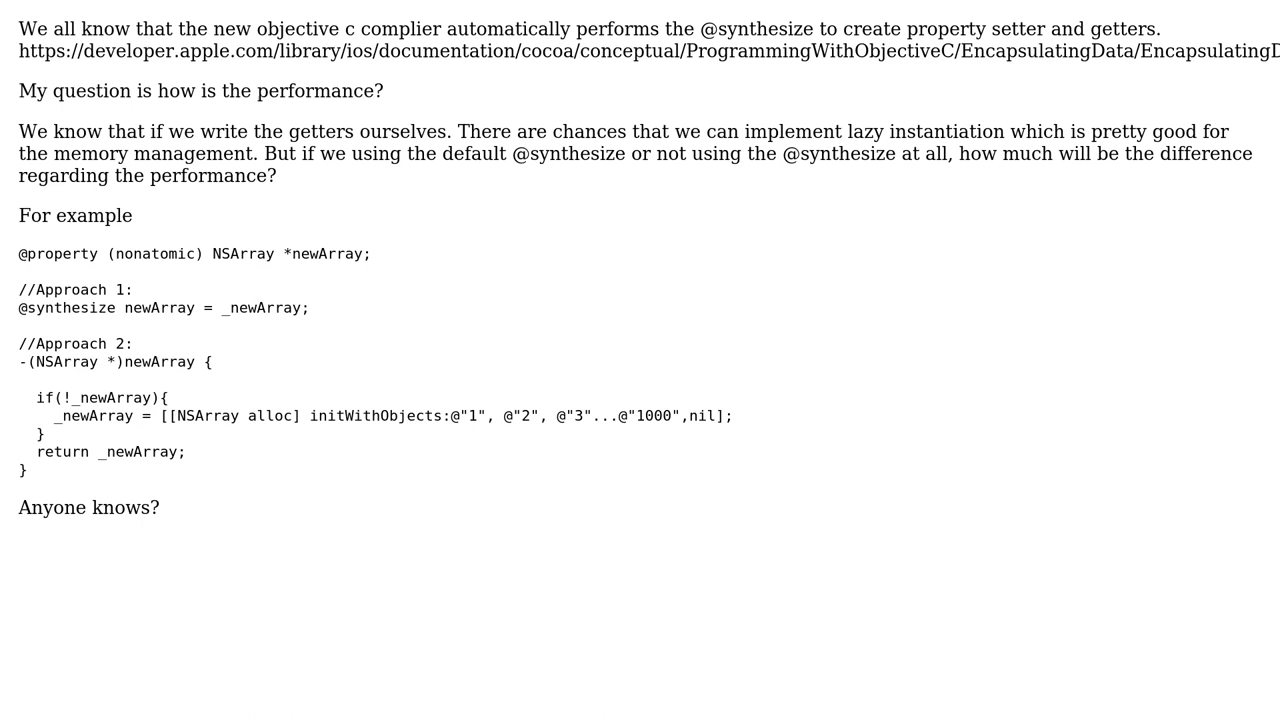 We all know that the new objective c complier automatically performs the @synthesize to create property setter and getters.
https://developer.apple.com/library/ios/documentation/cocoa/conceptual/ProgrammingWithObjectiveC/EncapsulatingData/EncapsulatingD
My question is how is the performance?
We know that if we write the getters ourselves. There are chances that we can implement lazy instantiation which is pretty good for
the memory management. But if we using the default @synthesize or not using the @synthesize at all, how much will be the difference
regarding the performance?
For example
@property (nonatomic) NSArray *newArray;
//Approach 1:
@synthesize newArray = _newArray;
//Approach 2:
-(NSArray *)newArray {
if(!_newArray){
_newArray = [[NSArray alloc] initWithObjects:@"1", @"2", @"3"...@"1000",nil];
}
return _newArray;
}
Anyone knows?